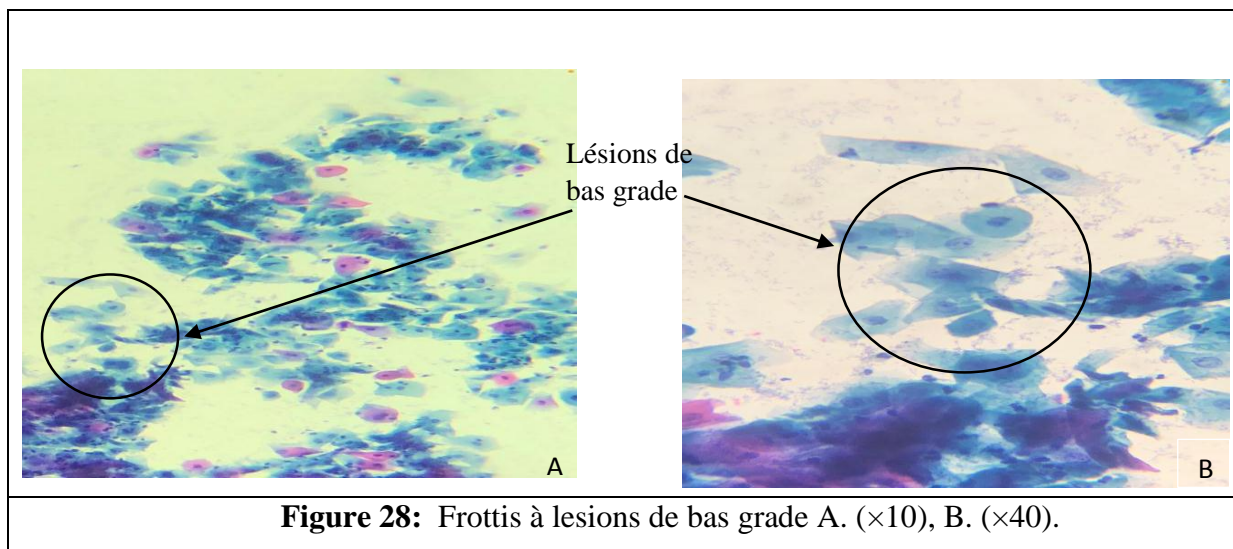 Lésions de
bas grade
A
B
Figure 28: Frottis à lesions de bas grade A. (×10), B. (×40).